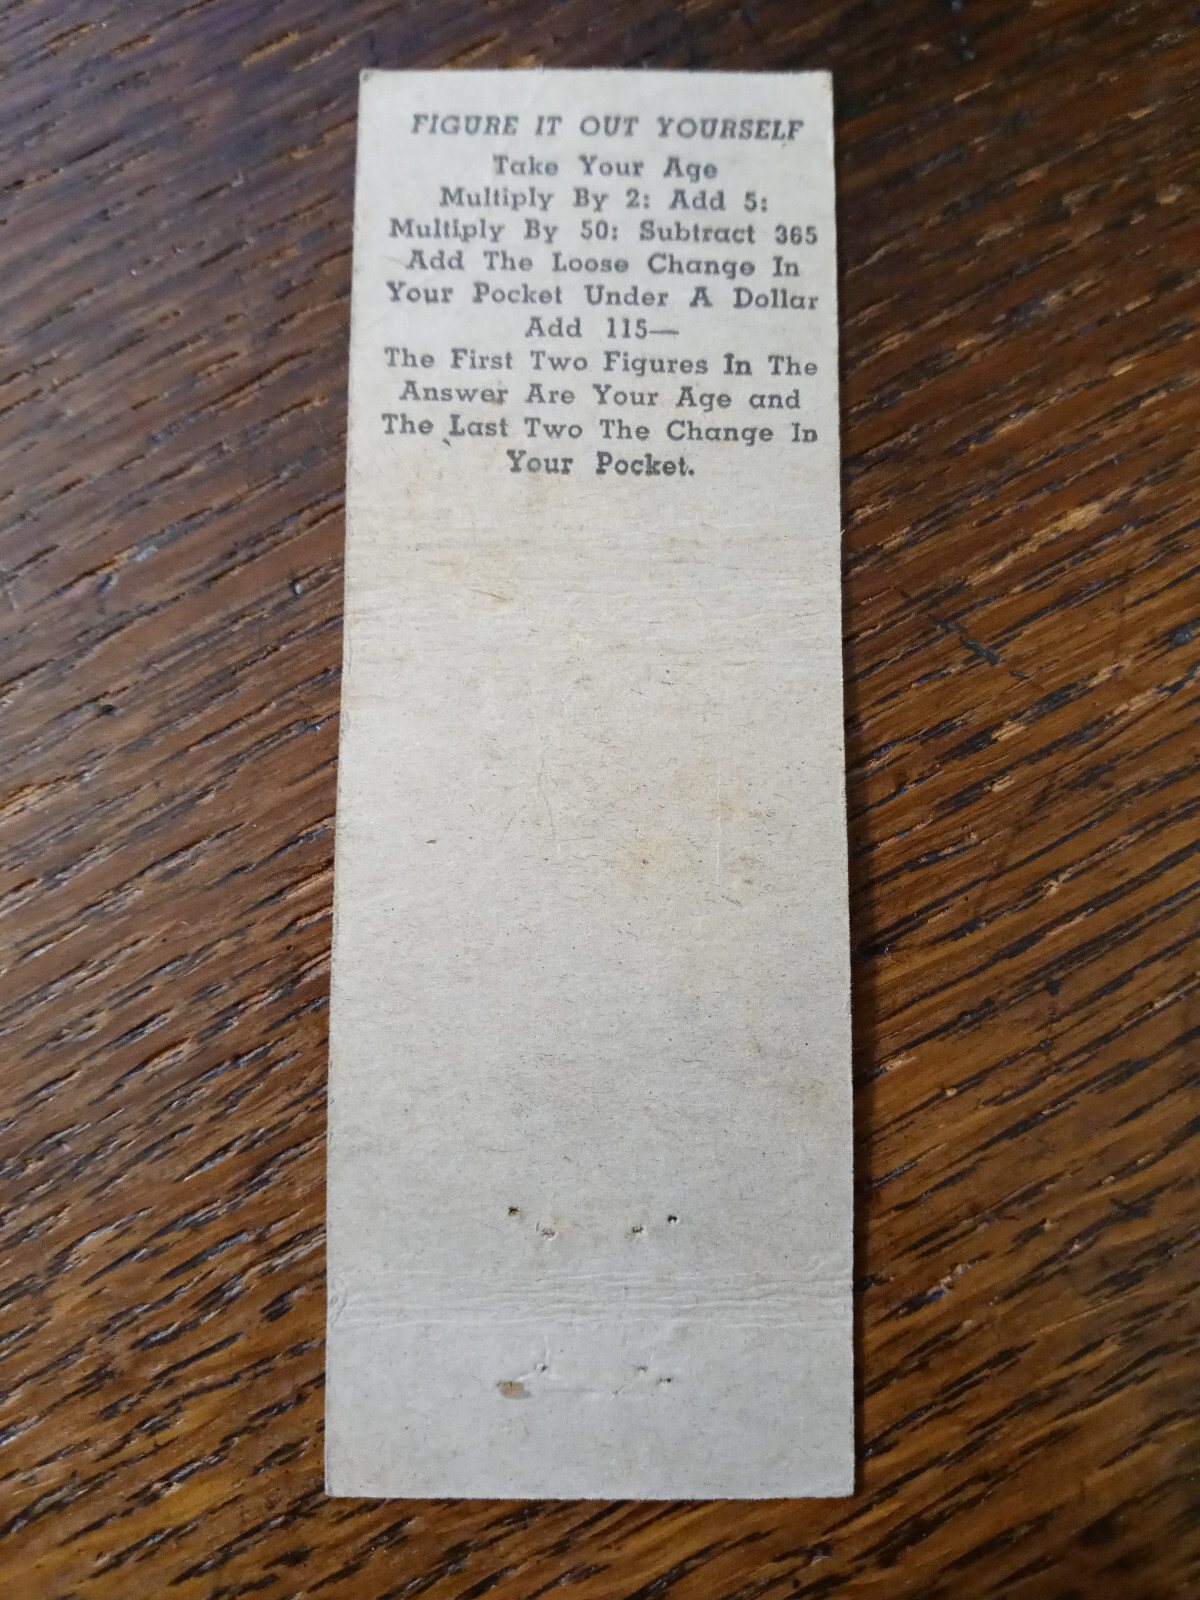 FIGURE IT OUT YOURSELF
Take Your Age
Multiply By 2: Add 5:
Multiply By 50: Subtract 365
Add The Loose Change In
Your Pocket Under A Dollar
Add 115—
The First Two Figures In The
Answer Are Your Age and
The Last Two The Change In
Your Pocket.